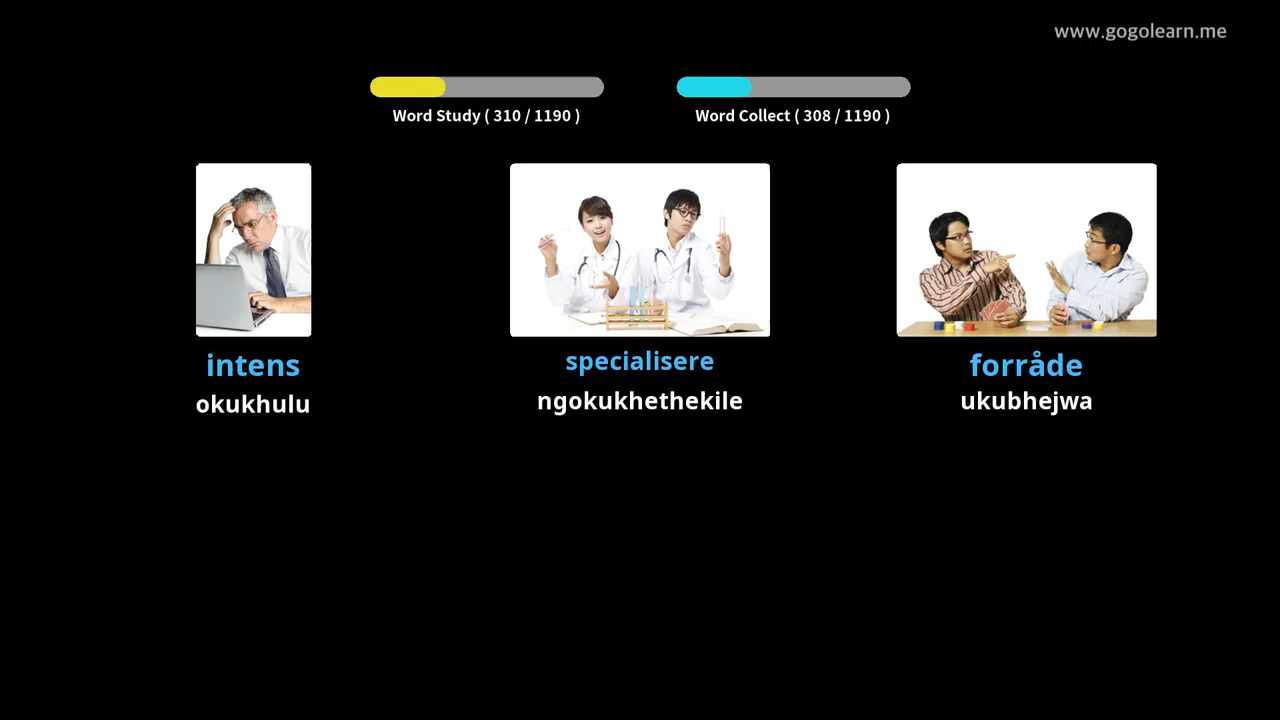 www.gogolearn.me
Word Study ( 310 / 1190 )
Word Collect ( 308 / 1190 )
intens
okukhulu
specialisere
ngokukhethekile
forråde
ukubhejwa